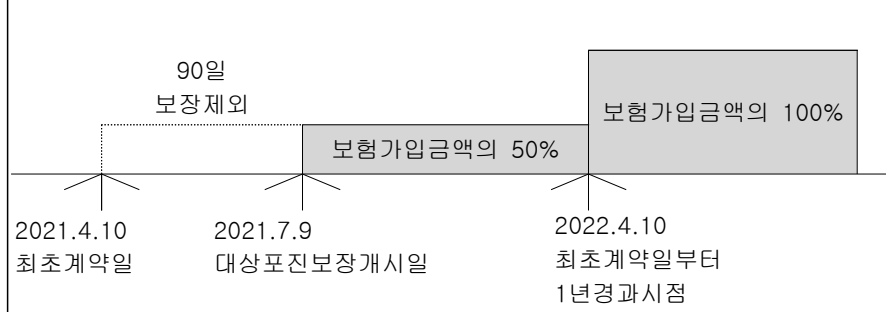 90일
보장제외
보험가입금액의 50%
보험가입금액의 100%
2021.4.10
최초계약일
2021.7.9
대상포진보장개시일
2022.4.10
최초계약일부터
1년경과시점